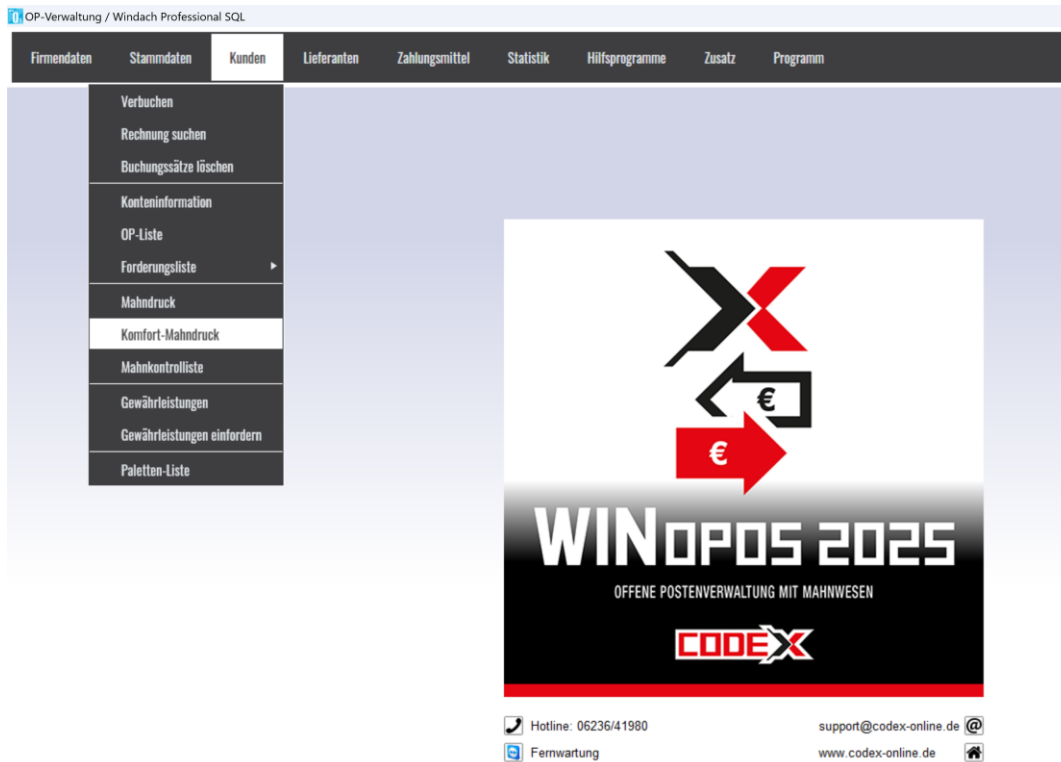 OP-Verwaltung / Windach Professional SQL
Firmendaten Stammdaten Kunden Lieferanten Zahlungsmittel Statistik Hilfsprogramme Zusatz Programm
Verbuchen
Rechnung suchen
Buchungssätze löschen
Konteninformation
OP-Liste
Forderungsliste
Mahndruck
Komfort-Mahndruck
Mahnkontrolliste
Gewährleistungen
Gewährleistungen einfordern
Paletten-Liste
€
€
WINOPOS 2025
OFFENE POSTENVERWALTUNG MIT MAHNWESEN
CODEX
Hotline: 06236/41980 support@codex-online.de
Fernwartung www.codex-online.de